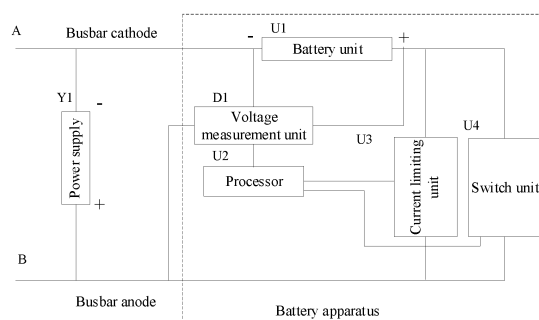 A
Busbar cathode
U1
-
Battery unit
+
Y1
-
Power supply
+
D1
Voltage
measurement unit
U2
Processor
U3
Current limiting
unit
U4
Switch unit
B
Busbar anode
Battery apparatus